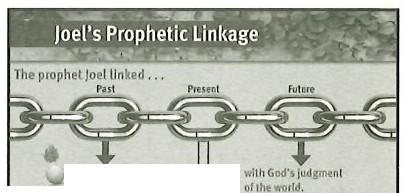 Joel's Prophetic Linkage
The prophet Joel linked . . .
Past Present Future
with God's judgment
of the world.